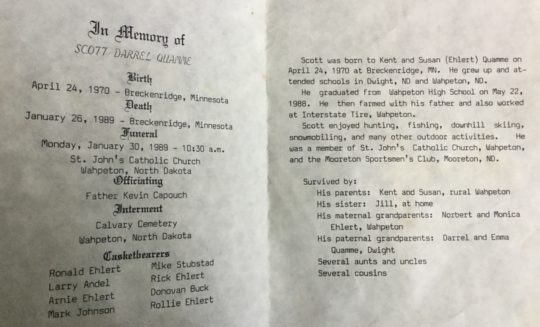 In Memory of
SCOTT DARREL QUAMME
Birth
April 24, 1970 - Breckenridge, Minnesota
Death
January 26, 1989 - Breckenridge, Minnesota
Funeral
Monday, January 30, 1989 - 10:30 a.m.
St. John's Catholic Church
Wahpeton, North Dakota
Officiating
Father Kevin Capouch
Interment
Calvary Cemetery
Wahpeton, North Dakota
Casketbearers
Ronald Ehlert Mike Stubstad
Larry Andel Rick Ehlert
Arnie Ehlert Donovan Buck
Mark Johnson Rollie Ehlert
Scott was born to Kent and Susan (Ehlert) Quamme on
April 24, 1970 at Breckenridge, MN. He grew up and at-
tended schools in Dwight, ND and Wahpeton, ND.
He graduated from Wahpeton High School on May 22,
1988. He then farmed with his father and also worked
at Interstate Tire, Wahpeton.
Scott enjoyed hunting, fishing, downhill skiing,
snowmobiling, and many other outdoor activities. He
was a member of St. John's Catholic Church, Wahpeton,
and the Mooreton Sportsmen's Club, Mooreton, ND.
Survived by:
His parents: Kent and Susan, rural Wahpeton
His sister: Jill, at home
His maternal grandparents: Norbert and Monica
Ehlert, Wahpeton
His paternal grandparents: Darrel and Emma
Quamme, Dwight
Several aunts and uncles
Several cousins